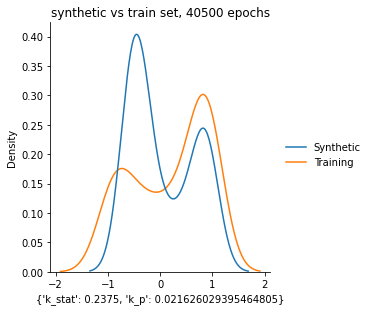 synthetic vs train set, 40500 epochs
0.40
0.35
0.30
0.25
0.20
0.15
0.10
0.05
0.00
Density
−2
−1
0
1
2
Synthetic
Training
{'k_stat': 0.2375, 'k_p': 0.021626029395464805}